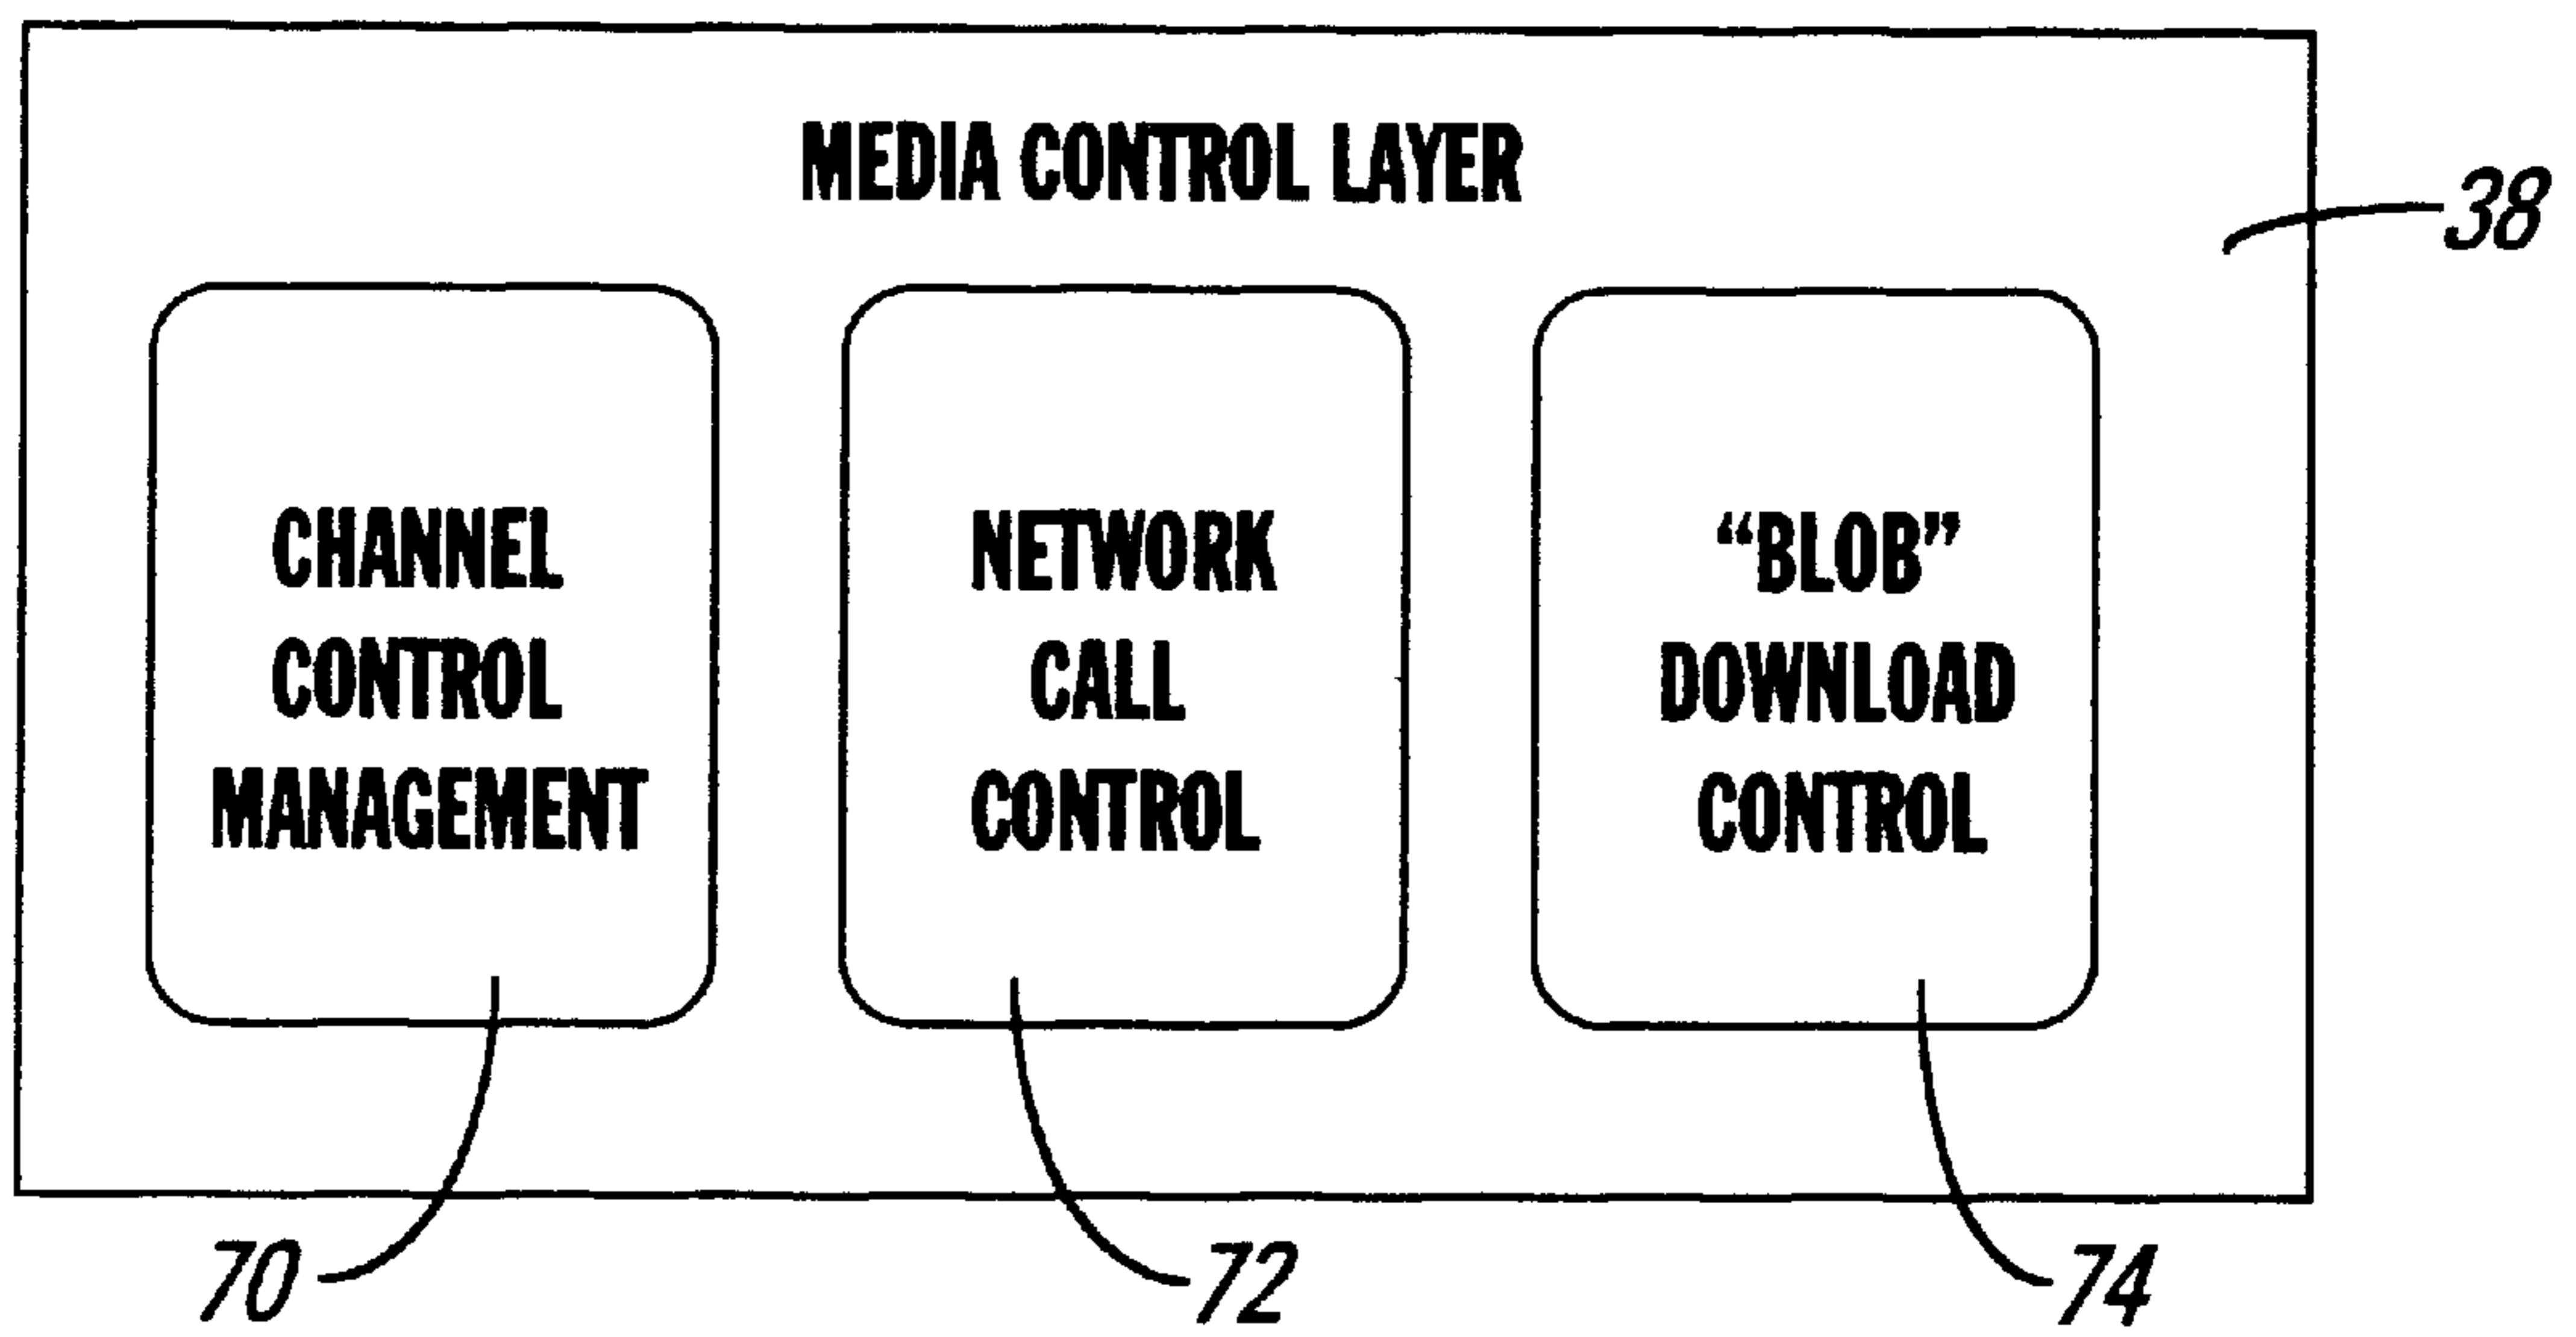 MEDIA CONTROL LAYER
38
CHANNEL
CONTROL
MANAGEMENT
NETWORK
CALL
CONTROL
“BLOB”
DOWNLOAD
CONTROL
70
72
74